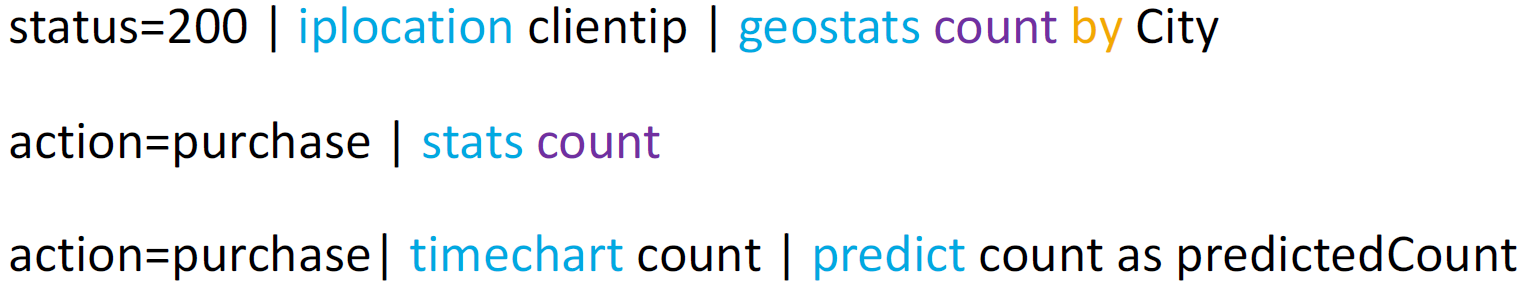 status=200 | iplocation clientip | geostats count by City
action=purchase | stats count
action=purchase| timechart count | predict count as predictedCount